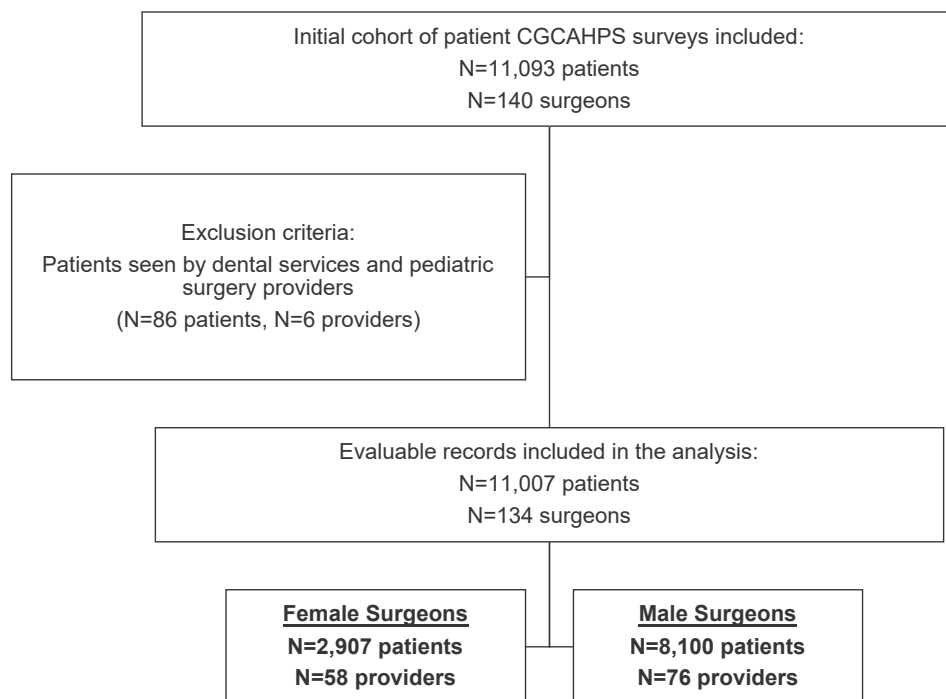 Initial cohort of patient CGCAHPS surveys included:
N=11,093 patients
N=140 surgeons
Exclusion criteria:
Patients seen by dental services and pediatric
surgery providers
(N=86 patients, N=6 providers)
Evaluable records included in the analysis:
N=11,007 patients
N=134 surgeons
Female Surgeons
N=2,907 patients
N=58 providers
Male Surgeons
N=8,100 patients
N=76 providers